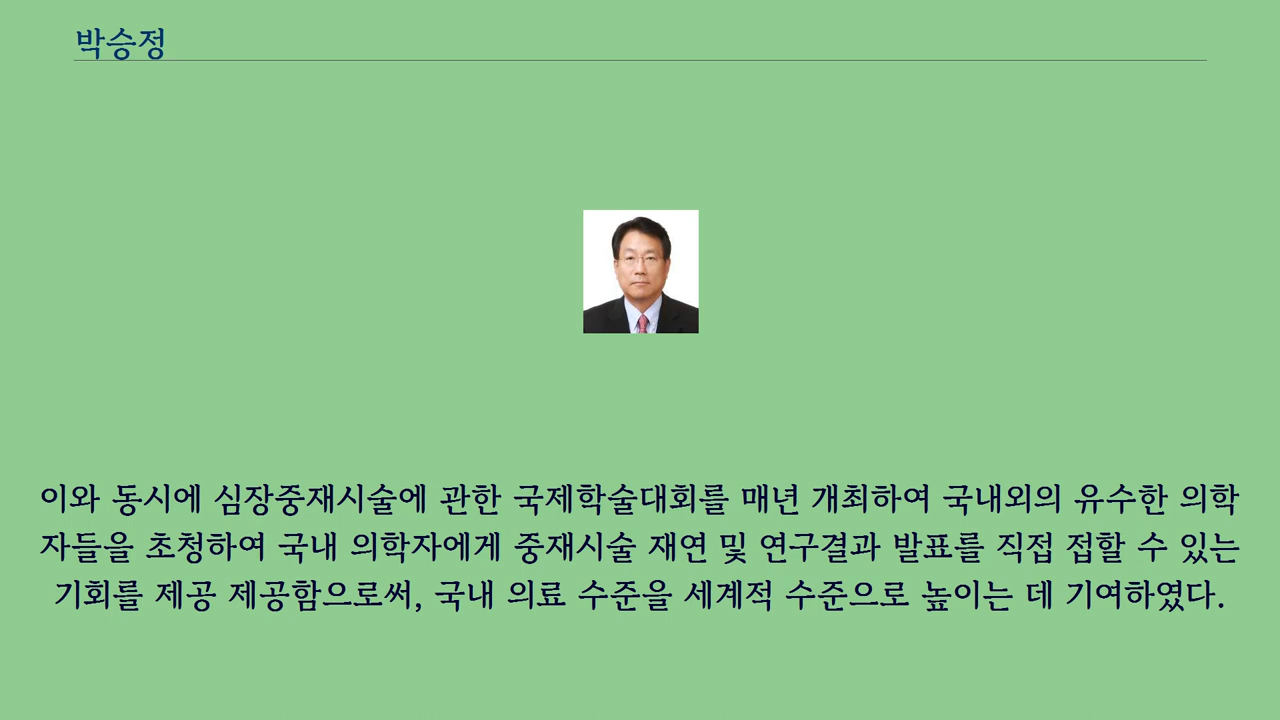 박승정
이와 동시에 심장중재시술에 관한 국제학술대회를 매년 개최하여 국내외의 유수한 의학
자들을 초청하여 국내 의학자에게 중재시술 재연 및 연구결과 발표를 직접 접할 수 있는
기회를 제공 제공함으로써, 국내 의료 수준을 세계적 수준으로 높이는 데 기여하였다.